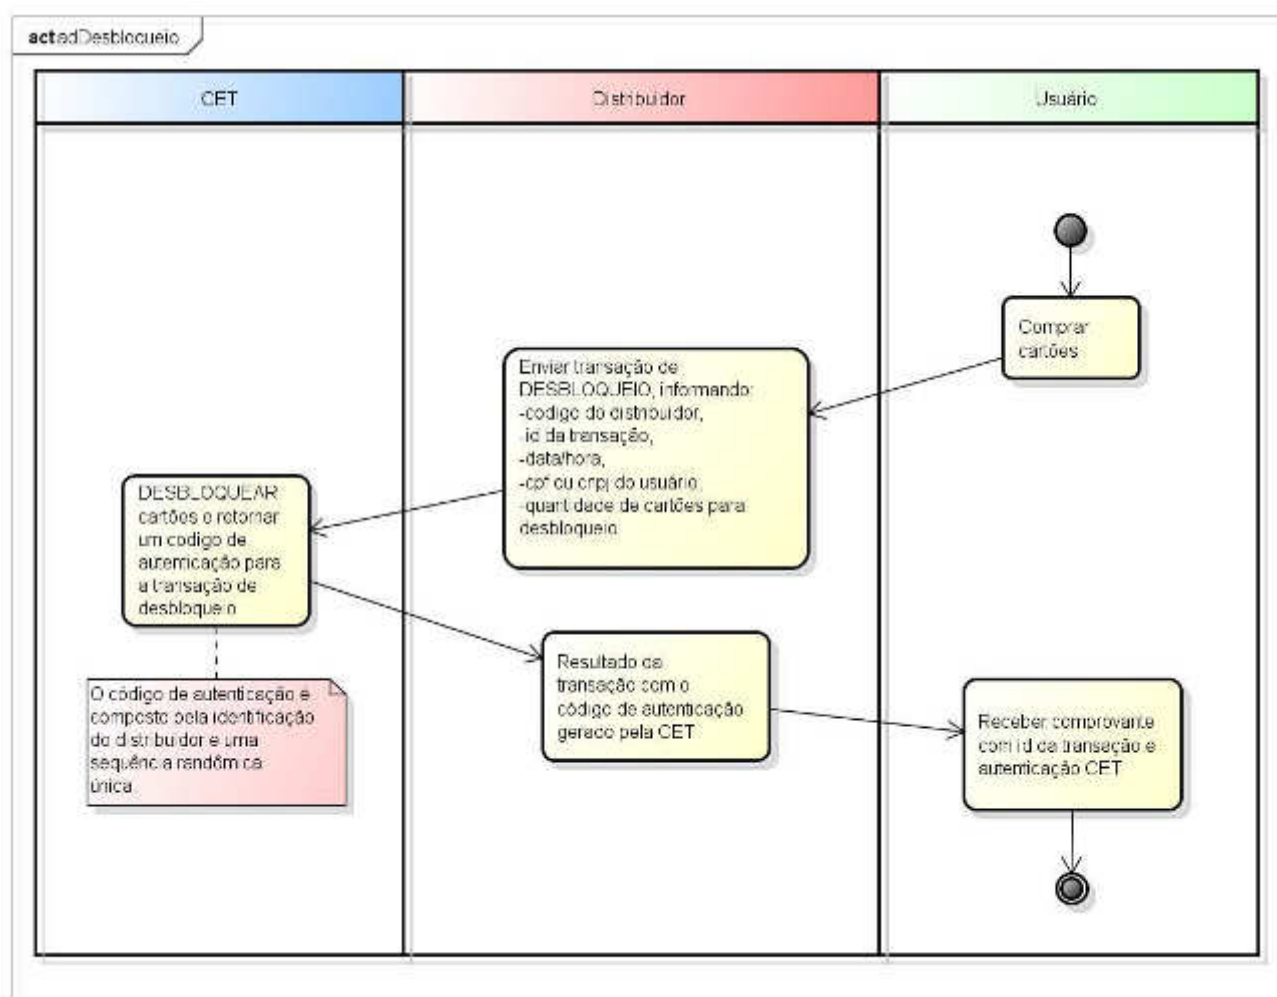 act adDesbloqueio
CET
Distribuidor
Usuário
Comprar
cartões
Enviar transação de
DESBLOQUEIO, informando:
-codigo do distribuidor,
-id da transação,
-data/hora,
-cpf ou cnpj do usuário,
-quantidade de cartões para
desbloqueio
DESBLOQUEAR
cartões e retornar
um codigo de
autenticação para
a transação de
desbloqueio
O código de autenticação e
composto pela identificação
do distribuidor e uma
sequência randômica
única
Resultado da
transação com o
código de autenticação
gerado pela CET
Receber comprovante
com id da transação e
autenticação CET